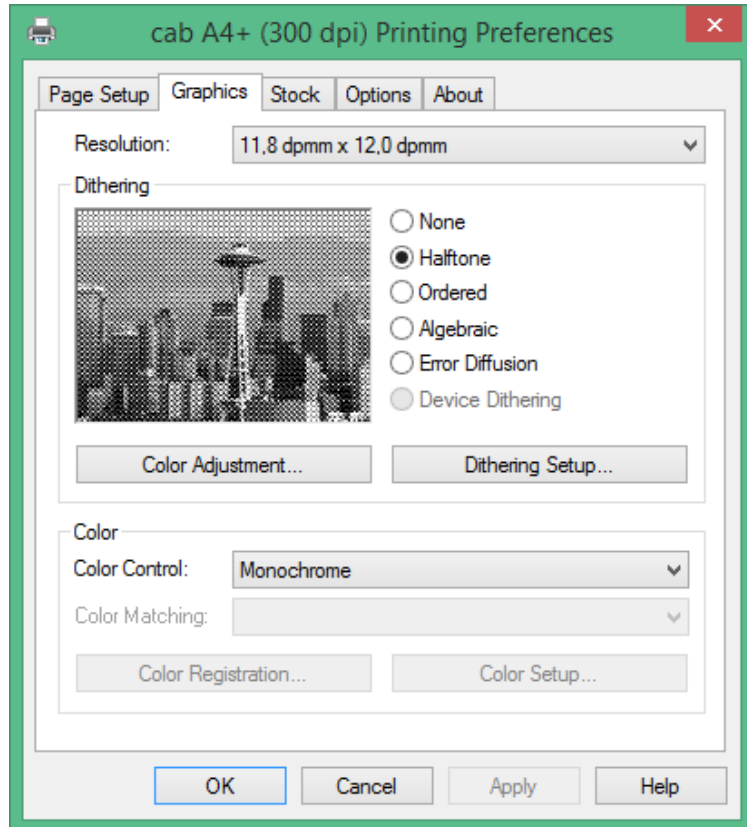 cab A4+ (300 dpi) Printing Preferences
Page Setup Graphics Stock Options About
Resolution: 11,8 dpmm x 12,0 dpmm
Dithering
None
Halftone
Ordered
Algebraic
Error Diffusion
Device Dithering
Color Adjustment... Dithering Setup...
Color
Color Control: Monochrome
Color Matching:
Color Registration... Color Setup...
OK Cancel Apply Help